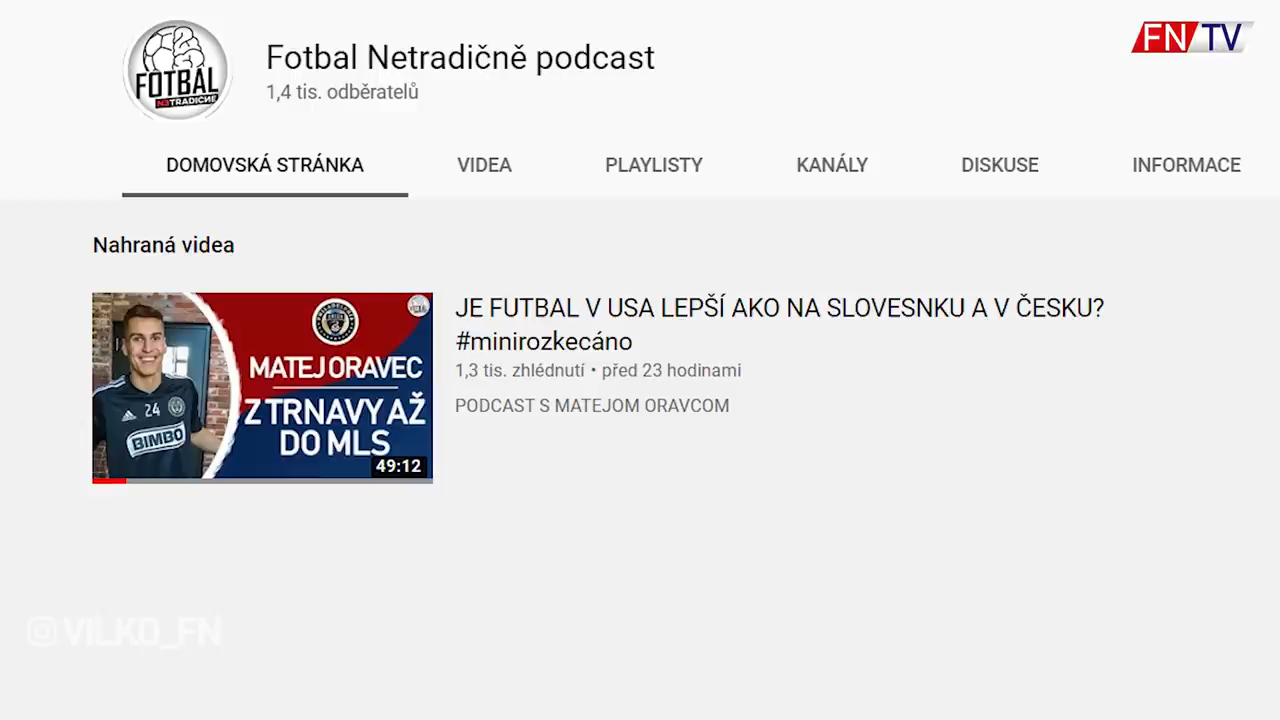 FN TV
FOTBAL
NETRADIČNĚ
Fotbal Netradičně podcast
1,4 tis. odběratelů
DOMOVSKÁ STRÁNKA
VIDEA
PLAYLISTY
KANÁLY
DISKUSE
INFORMACE
Nahraná videa
MATEJ ORAVEC
Z TRNAVY AŽ
DO MLS
49:12
24
BIMBO
JE FUTBAL V USA LEPŠÍ AKO NA SLOVESNKU A V ČESKU?
#minirozkecáno
1,3 tis. zhlédnutí • před 23 hodinami
PODCAST S MATEJOM ORAVCOM
@VILKO_FN